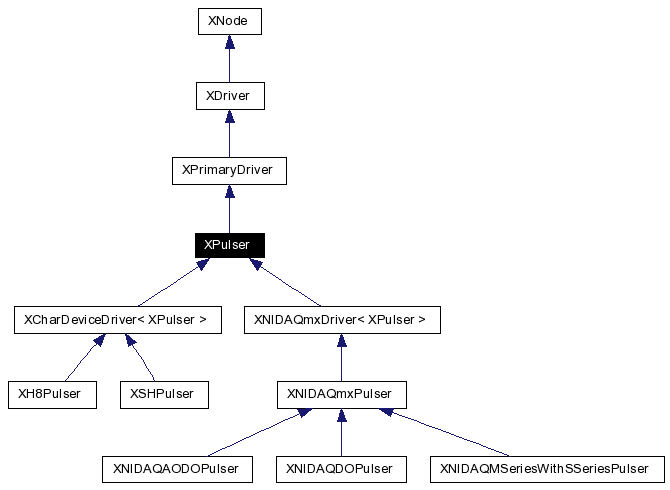 XNode
XDriver
XPrimaryDriver
XPulser
XCharDeviceDriver< XPulser >
XNIDAQmxDriver< XPulser >
XH8Pulser
XSHPulser
XNIDAQmxPulser
XNIDAQAODOPulser
XNIDAQDOPulser
XNIDAQMSeriesWithSSeriesPulser